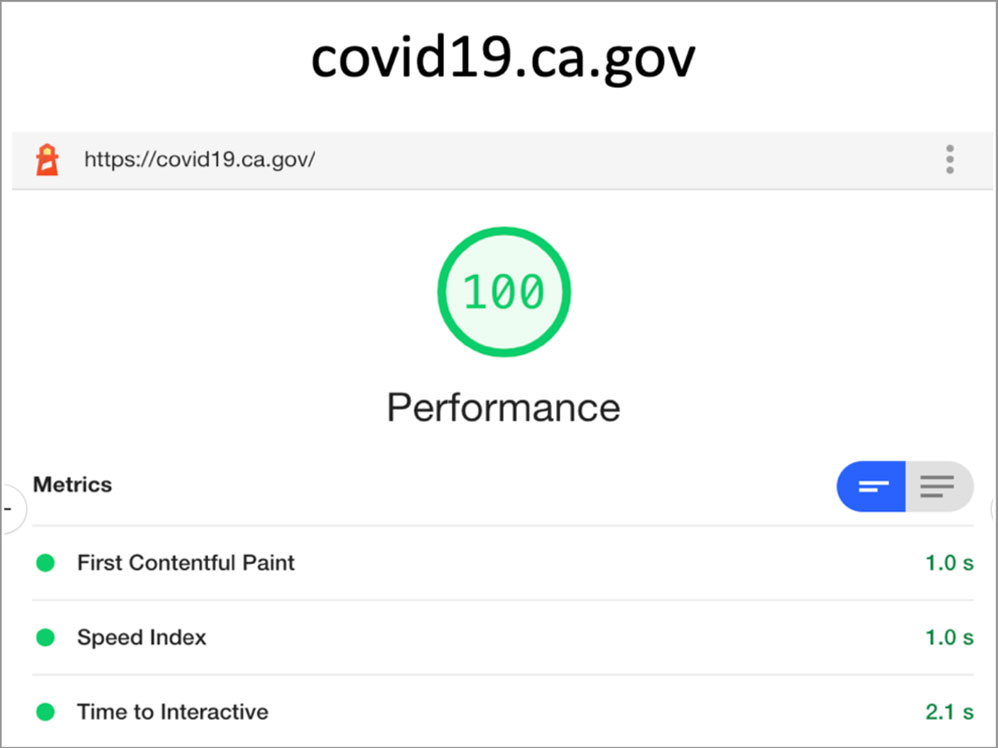 covid19.ca.gov
https://covid19.ca.gov/
100
Performance
Metrics
First Contentful Paint 1.0 s
Speed Index 1.0 s
Time to Interactive 2.1 s